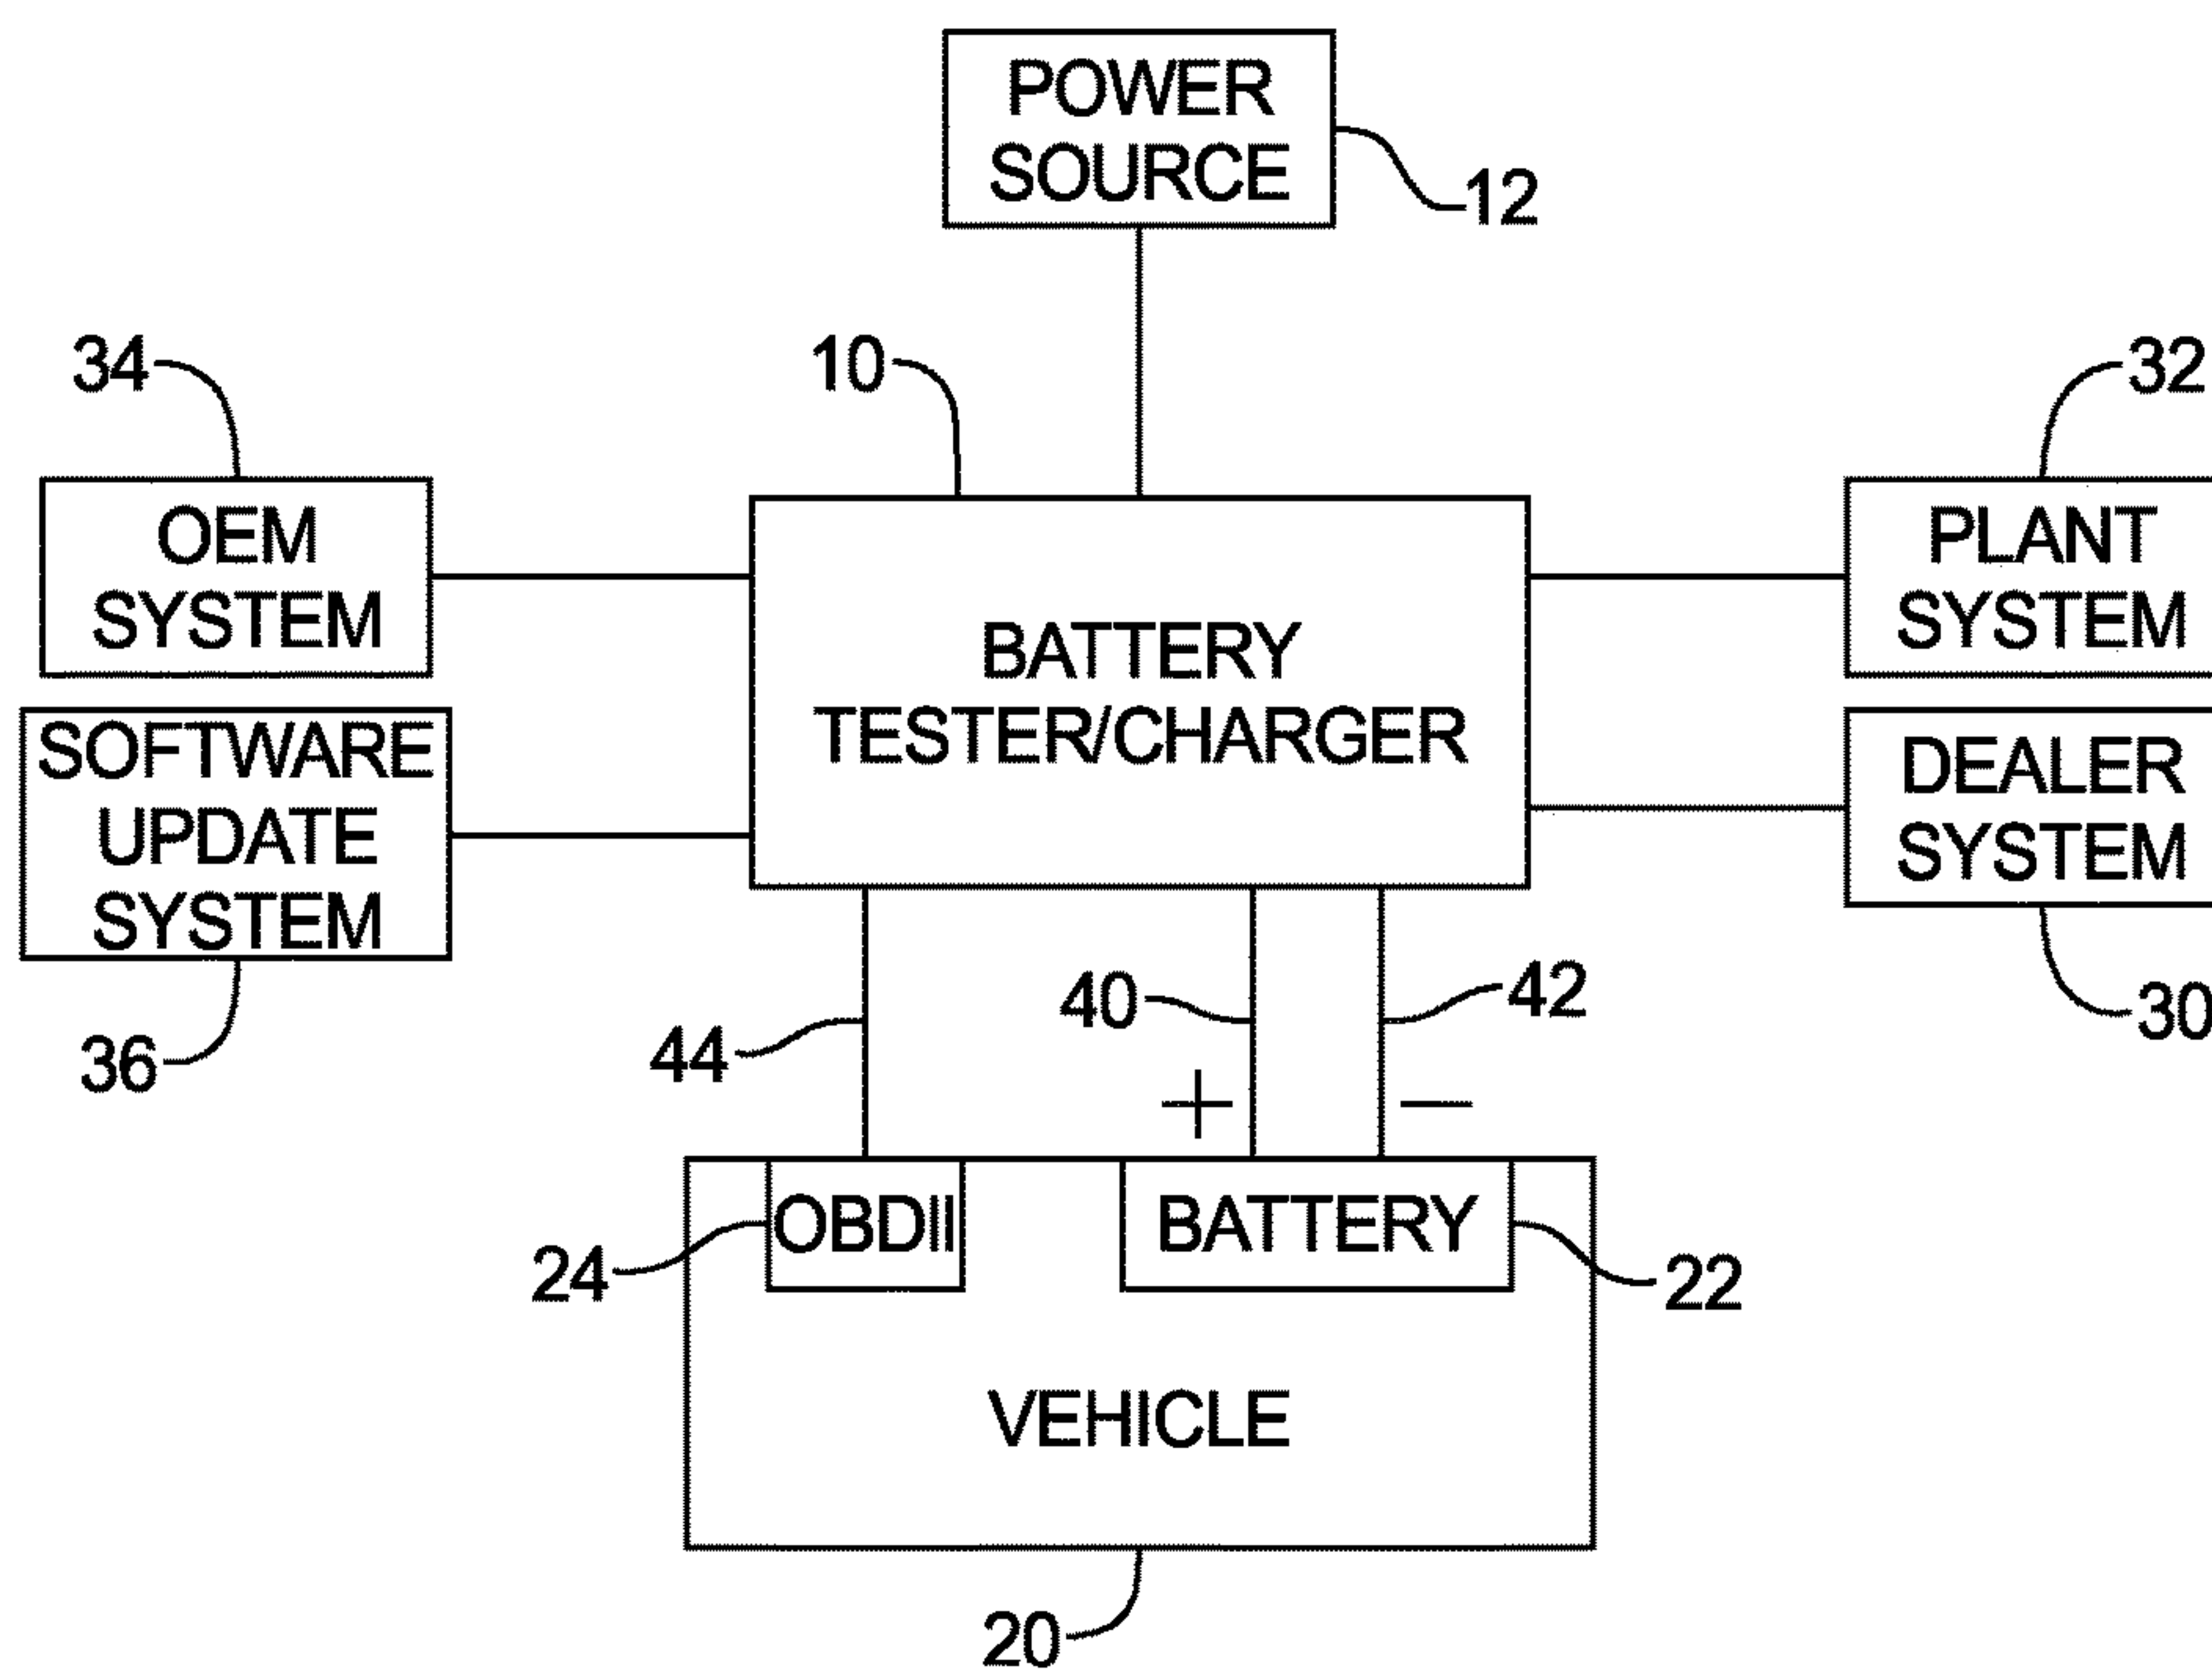 POWER
SOURCE
12
34
10
32
OEM
SYSTEM
PLANT
SYSTEM
BATTERY
TESTER/CHARGER
SOFTWARE
UPDATE
SYSTEM
DEALER
SYSTEM
36
44
40
42
30
+
−
OBDII
BATTERY
24
22
VEHICLE
20